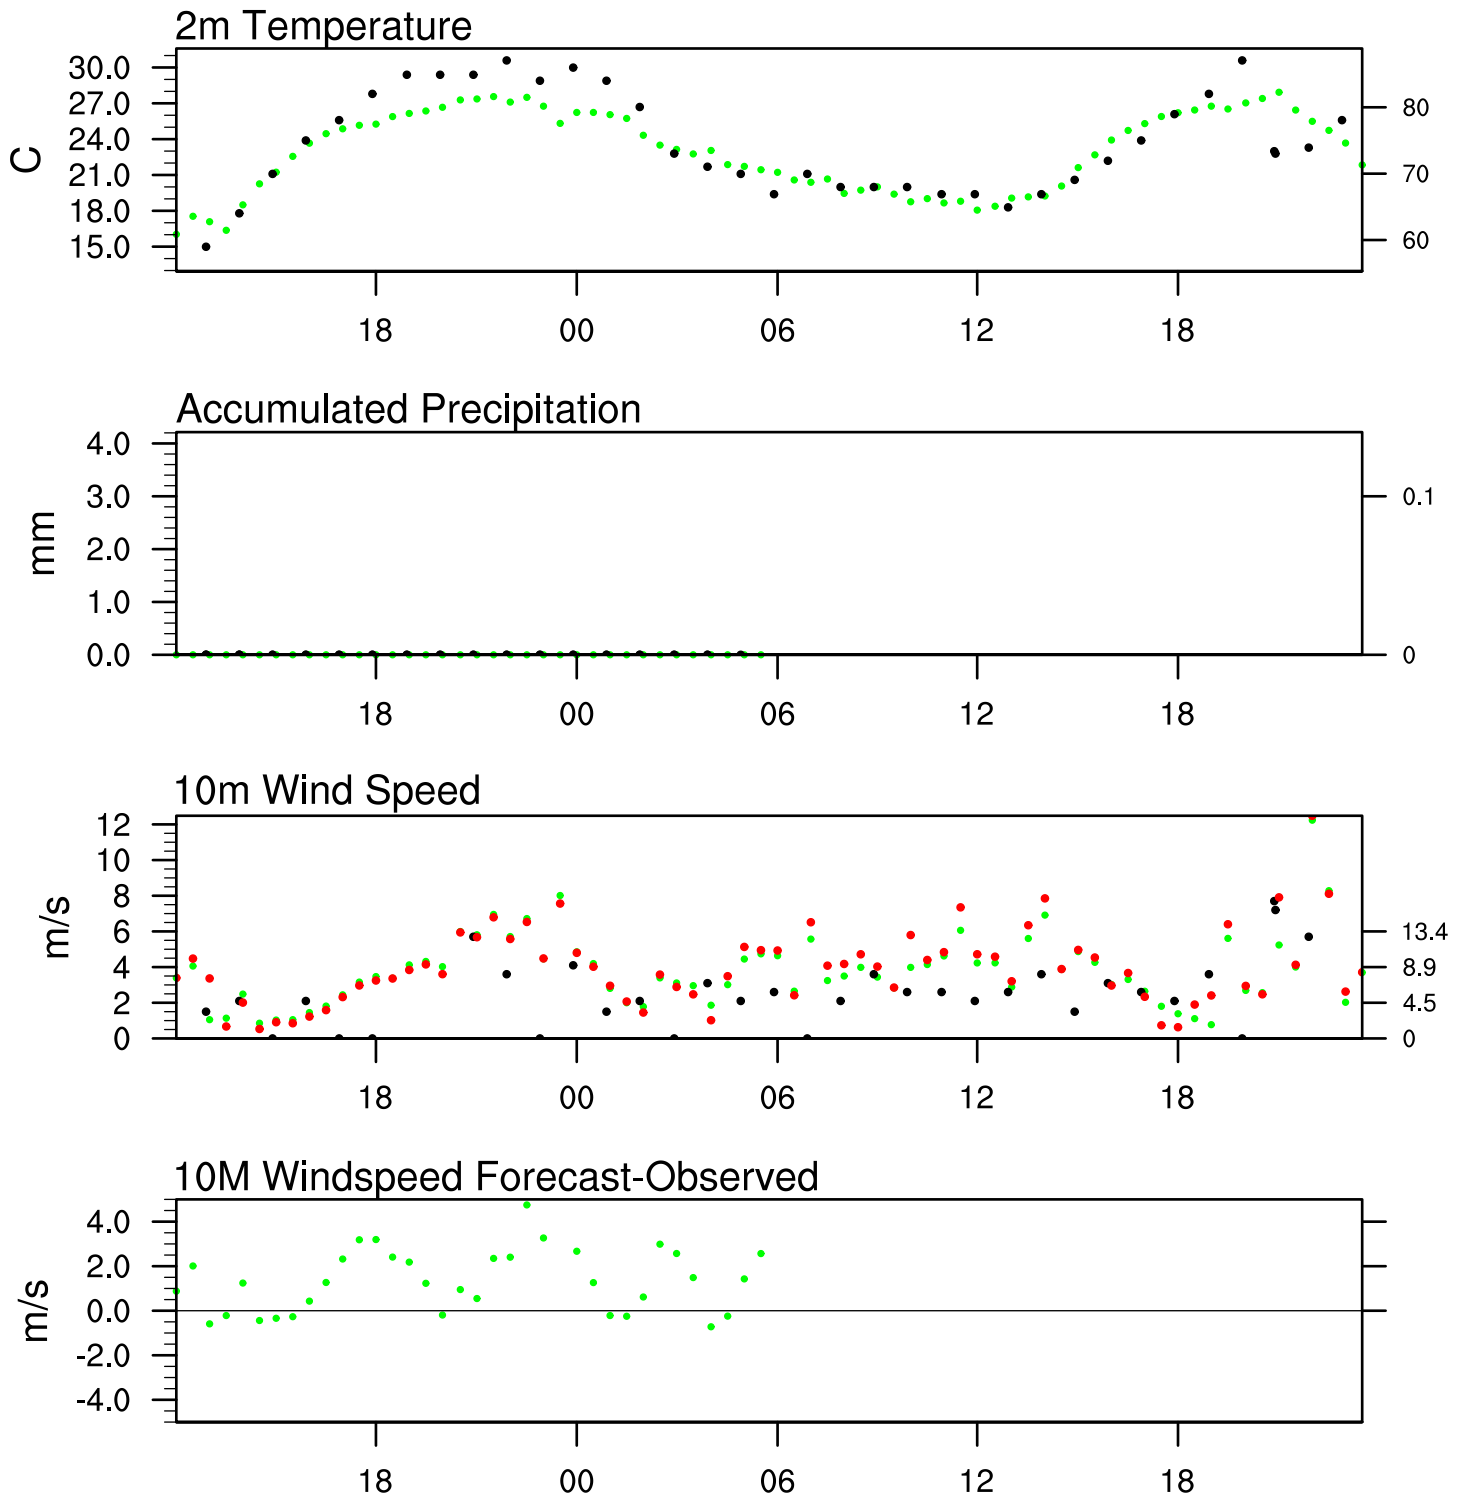 2m Temperature
30.0
27.0
24.0
21.0
18.0
15.0
C
80
70
60
18 00 06 12 18
Accumulated Precipitation
4.0
3.0
2.0
1.0
0.0
mm
0.1
0
18 00 06 12 18
10m Wind Speed
12
10
8
6
4
2
0
m/s
13.4
8.9
4.5
0
18 00 06 12 18
10M Windspeed Forecast-Observed
4.0
2.0
0.0
-2.0
-4.0
m/s
18 00 06 12 18